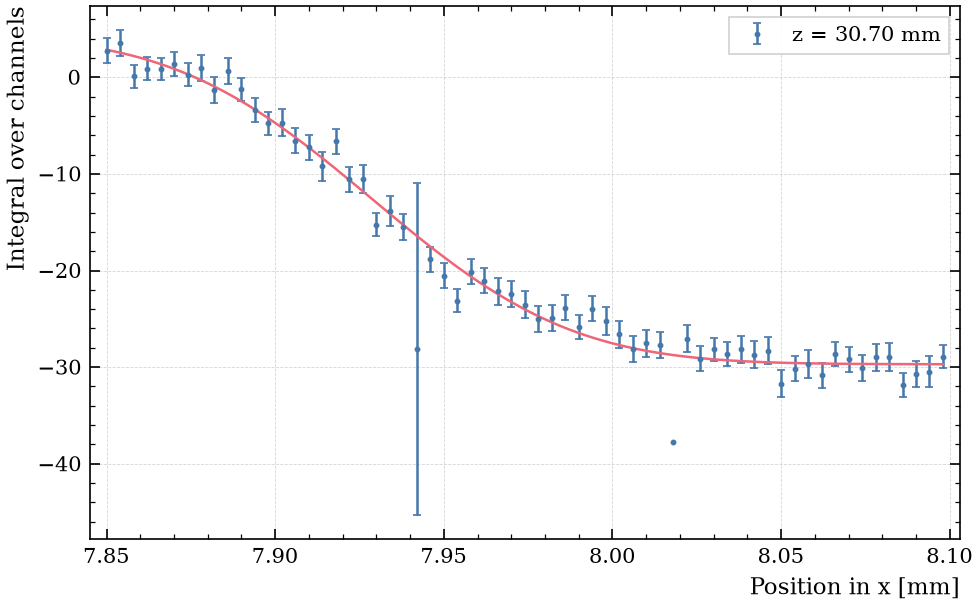 Integral over channels
0
−10
−20
−30
−40
z = 30.70 mm
7.85 7.90 7.95 8.00 8.05 8.10
Position in x [mm]